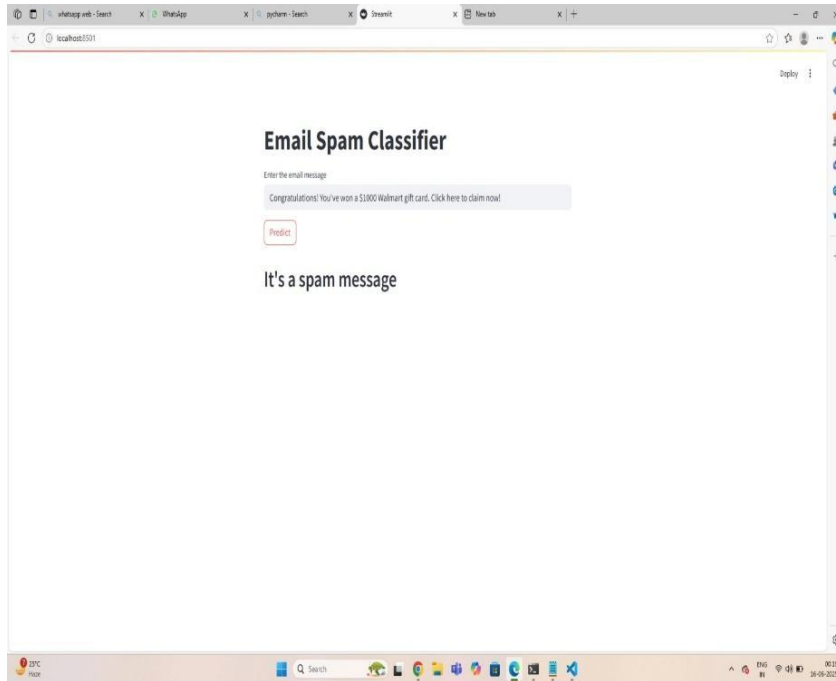 whatsapp web - Search
WhatsApp
pycharm - Search
Streamlit
New tab
localhost:8501
Deploy
Email Spam Classifier
Enter the email message
Congratulations! You've won a $1000 Walmart gift card. Click here to claim now!
Predict
It's a spam message
25°C
Haze
Search
ENG
IN